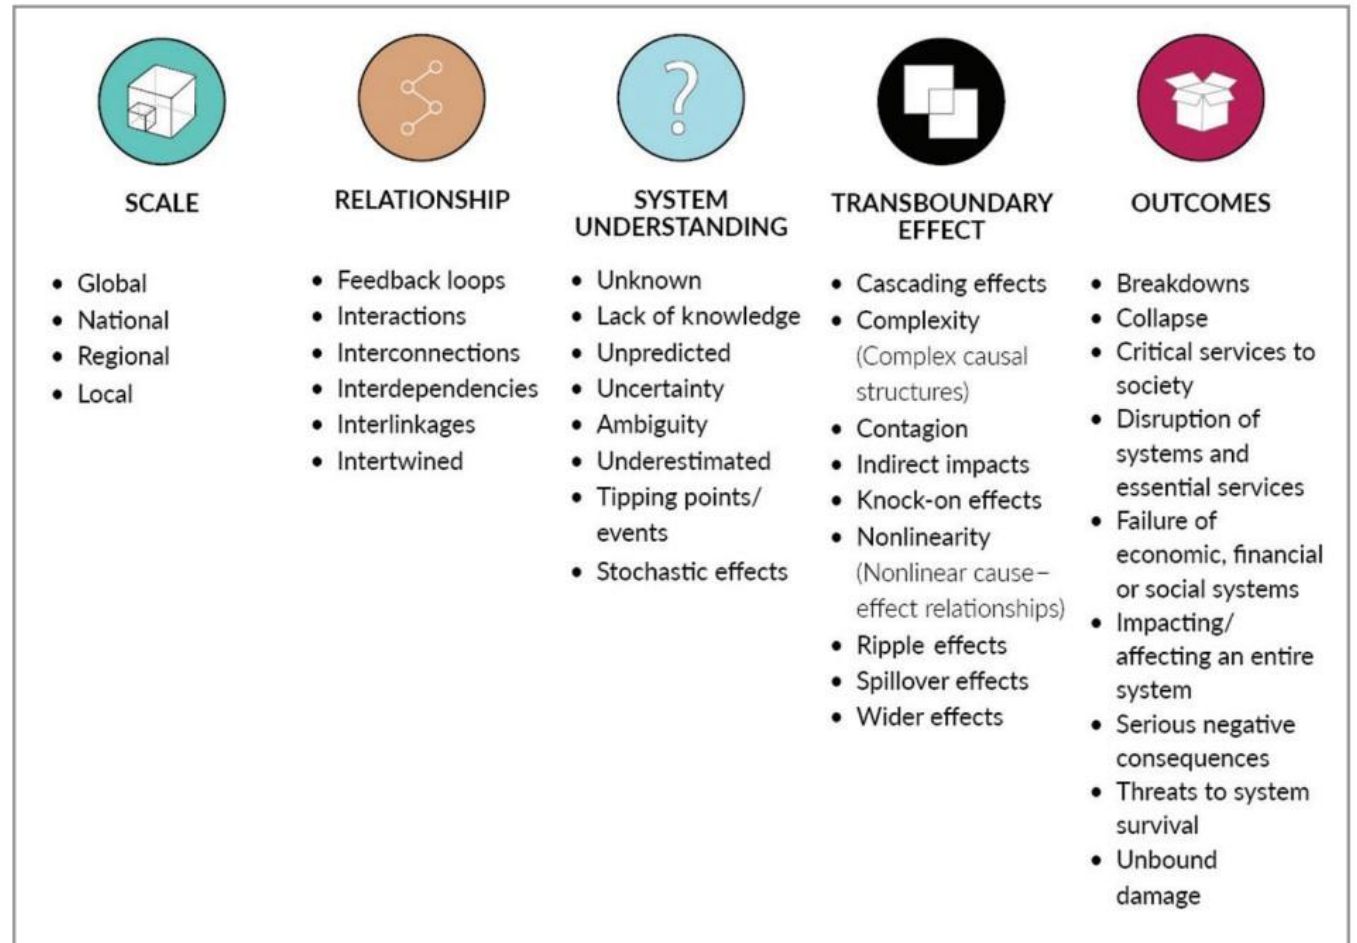 SCALE
• Global
• National
• Regional
• Local
RELATIONSHIP
• Feedback loops
• Interactions
• Interconnections
• Interdependencies
• Interlinkages
• Intertwined
SYSTEM
UNDERSTANDING
• Unknown
• Lack of knowledge
• Unpredicted
• Uncertainty
• Ambiguity
• Underestimated
• Tipping points/
events
• Stochastic effects
TRANSBOUNDARY
EFFECT
• Cascading effects
• Complexity
(Complex causal
structures)
• Contagion
• Indirect impacts
• Knock-on effects
• Nonlinearity
(Nonlinear cause–
effect relationships)
• Ripple effects
• Spillover effects
• Wider effects
OUTCOMES
• Breakdowns
• Collapse
• Critical services to
society
• Disruption of
systems and
essential services
• Failure of
economic, financial
or social systems
• Impacting/
affecting an entire
system
• Serious negative
consequences
• Threats to system
survival
• Unbound
damage